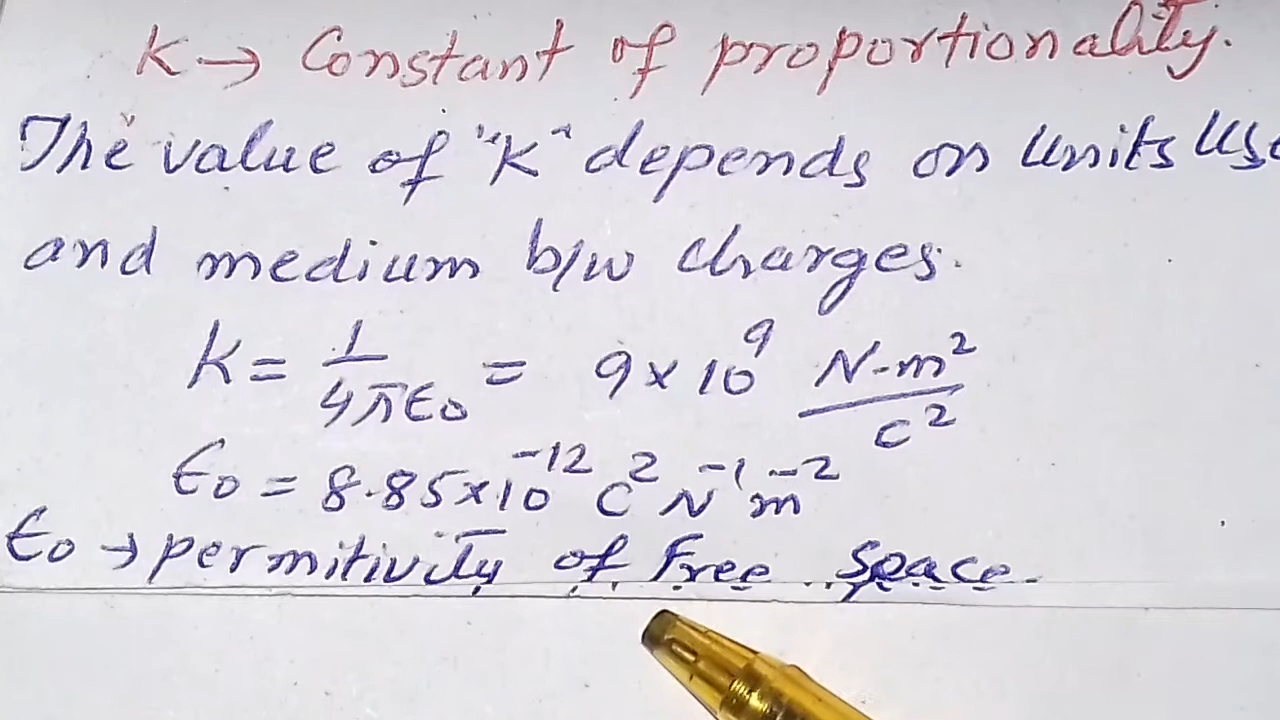 K → Constant of proportionality.
The value of "K" depends on units Use
and medium b/w charges.
K = 1/4πϵ0 = 9×10⁹ N-m²/C²
ϵ0 = 8.85×10⁻¹² C² N⁻¹ m⁻²
ϵ0 → permitivity of Free Space.